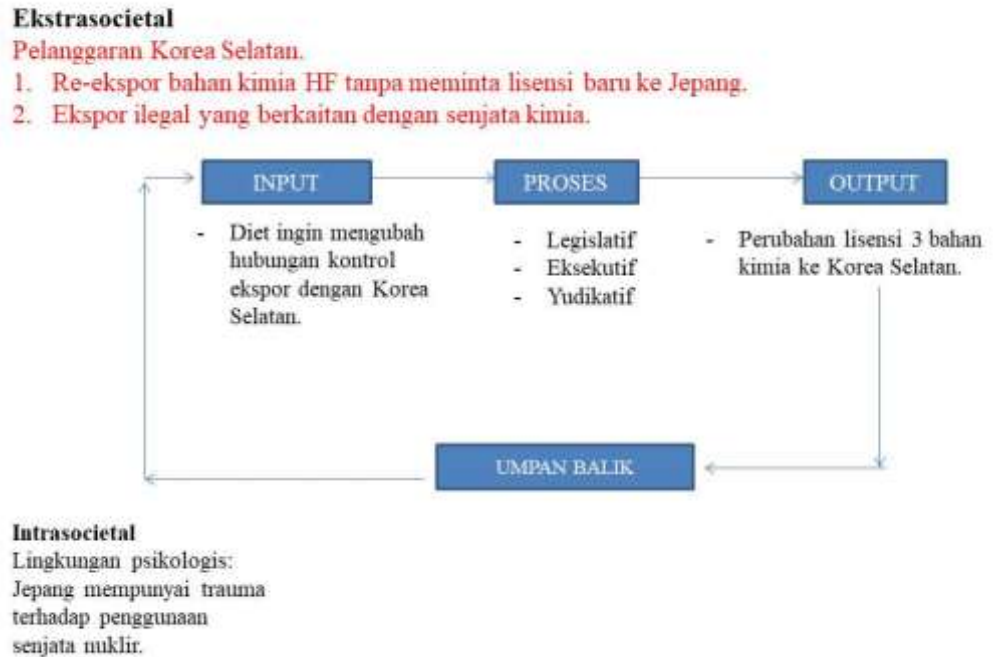 Ekstrasocietal
Pelanggaran Korea Selatan.
1. Re-ekspor bahan kimia HF tanpa meminta lisensi baru ke Jepang.
2. Ekspor ilegal yang berkaitan dengan senjata kimia.
INPUT
- Diet ingin mengubah
hubungan kontrol
ekspor dengan Korea
Selatan.
PROSES
- Legislatif
- Eksekutif
- Yudikatif
OUTPUT
- Perubahan lisensi 3 bahan
kimia ke Korea Selatan.
UMPAN BALIK
Intrasocietal
Lingkungan psikologis:
Jepang mempunyai trauma
terhadap penggunaan
senjata nuklir.